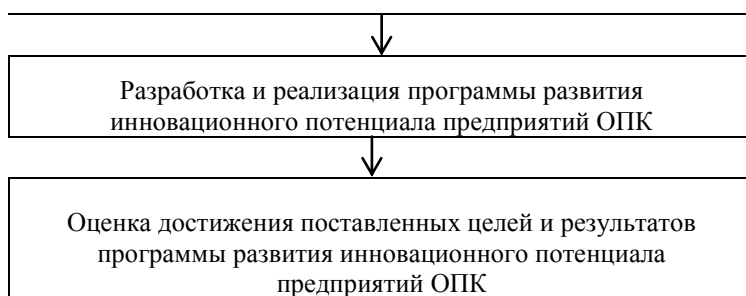 Разработка и реализация программы развития
инновационного потенциала предприятий ОПК
Оценка достижения поставленных целей и результатов
программы развития инновационного потенциала
предприятий ОПК